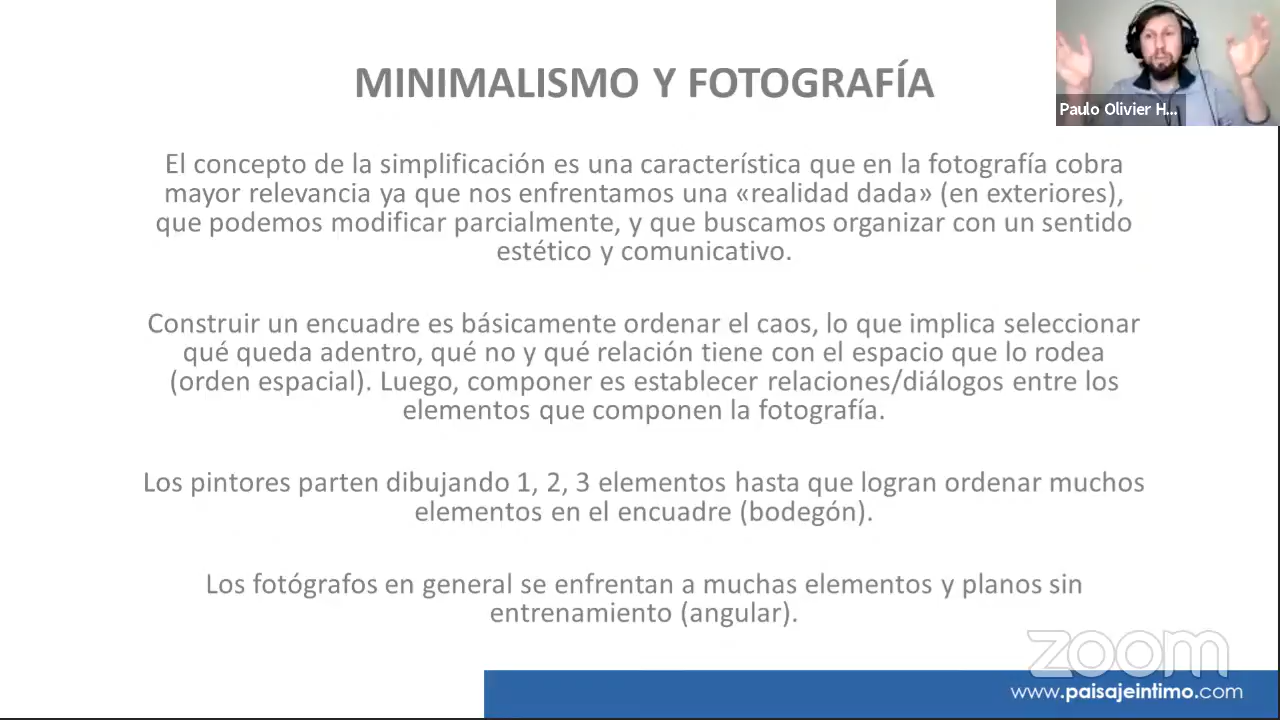 MINIMALISMO Y FOTOGRAFÍA
Paulo Olivier H...
El concepto de la simplificación es una característica que en la fotografía cobra
mayor relevancia ya que nos enfrentamos una «realidad dada» (en exteriores),
que podemos modificar parcialmente, y que buscamos organizar con un sentido
estético y comunicativo.
Construir un encuadre es básicamente ordenar el caos, lo que implica seleccionar
qué queda adentro, qué no y qué relación tiene con el espacio que lo rodea
(orden espacial). Luego, componer es establecer relaciones/diálogos entre los
elementos que componen la fotografía.
Los pintores parten dibujando 1, 2, 3 elementos hasta que logran ordenar muchos
elementos en el encuadre (bodegón).
Los fotógrafos en general se enfrentan a muchas elementos y planos sin
entrenamiento (angular).
zoom
www.paisajeintimo.com